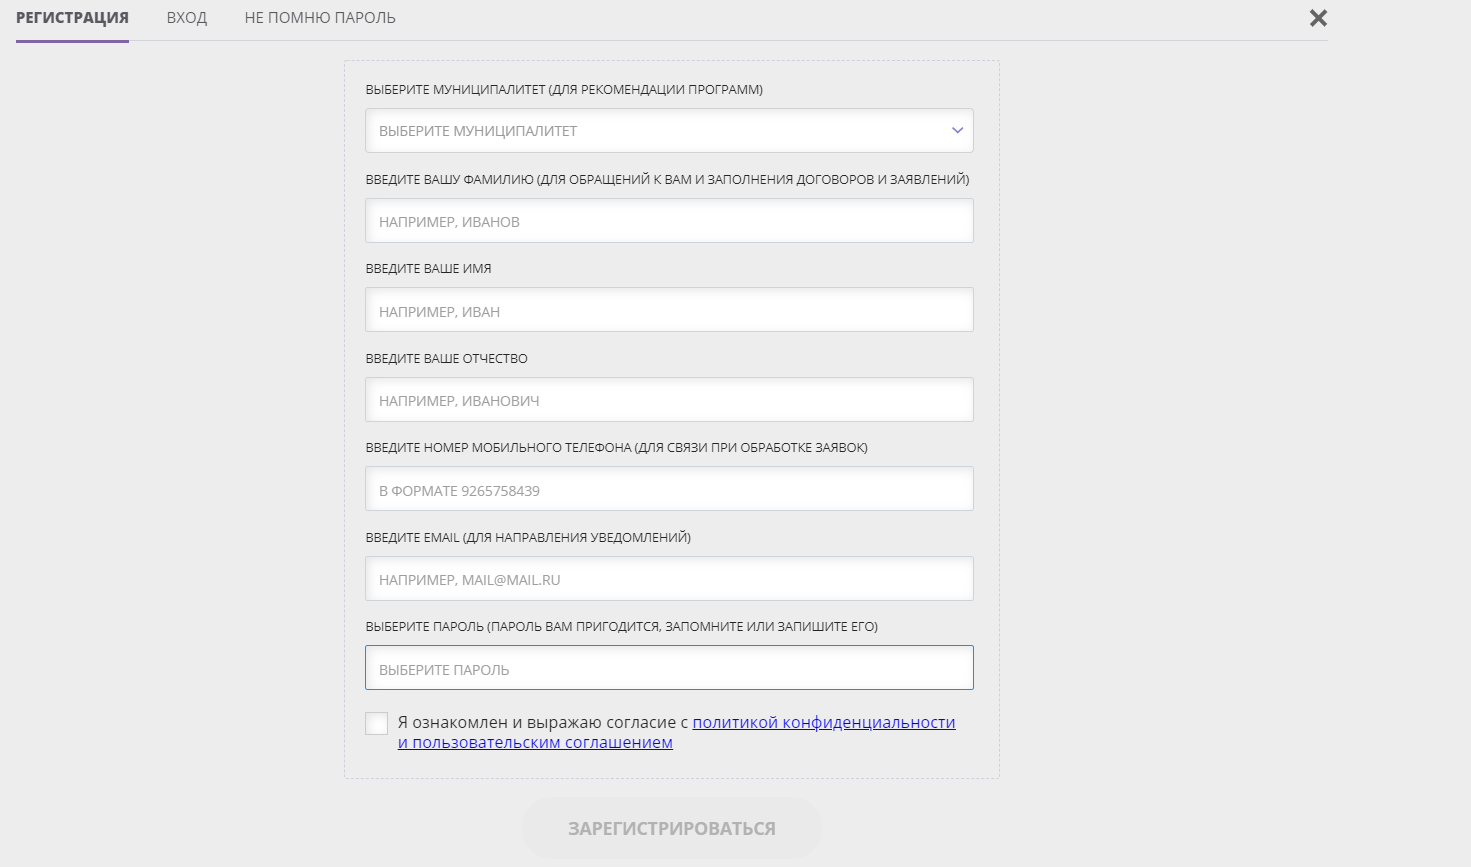 РЕГИСТРАЦИЯ ВХОД НЕ ПОМНЮ ПАРОЛЬ
ВЫБЕРИТЕ МУНИЦИПАЛИТЕТ (ДЛЯ РЕКОМЕНДАЦИИ ПРОГРАММ)
ВЫБЕРИТЕ МУНИЦИПАЛИТЕТ
ВВЕДИТЕ ВАШУ ФАМИЛИЮ (ДЛЯ ОБРАЩЕНИЙ К ВАМ И ЗАПОЛНЕНИЯ ДОГОВОРОВ И ЗАЯВЛЕНИЙ)
НАПРИМЕР, ИВАНОВ
ВВЕДИТЕ ВАШЕ ИМЯ
НАПРИМЕР, ИВАН
ВВЕДИТЕ ВАШЕ ОТЧЕСТВО
НАПРИМЕР, ИВАНОВИЧ
ВВЕДИТЕ НОМЕР МОБИЛЬНОГО ТЕЛЕФОНА (ДЛЯ СВЯЗИ ПРИ ОБРАБОТКЕ ЗАЯВОК)
В ФОРМАТЕ 9265758439
ВВЕДИТЕ EMAIL (ДЛЯ НАПРАВЛЕНИЯ УВЕДОМЛЕНИЙ)
НАПРИМЕР, MAIL@MAIL.RU
ВЫБЕРИТЕ ПАРОЛЬ (ПАРОЛЬ ВАМ ПРИГОДИТСЯ, ЗАПОМНИТЕ ИЛИ ЗАПИШИТЕ ЕГО)
ВЫБЕРИТЕ ПАРОЛЬ
Я ознакомлен и выражаю согласие с политикой конфиденциальности
и пользовательским соглашением
ЗАРЕГИСТРИРОВАТЬСЯ